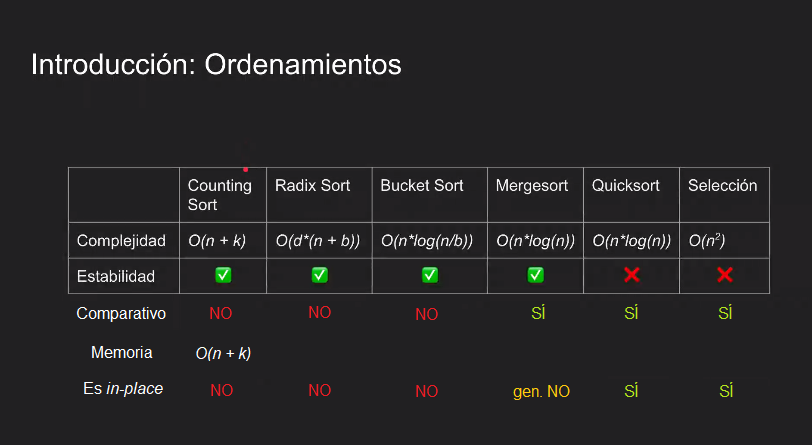 Introducción: Ordenamientos
Counting Sort Radix Sort Bucket Sort Mergesort Quicksort Selección
Complejidad O(n + k) O(d*(n + b)) O(n*log(n/b)) O(n*log(n)) O(n*log(n)) O(n²)
Estabilidad ✅ ✅ ✅ ✅ ❌ ❌
Comparativo NO NO NO SÍ SÍ SÍ
Memoria O(n + k)
Es in-place NO NO NO gen. NO SÍ SÍ